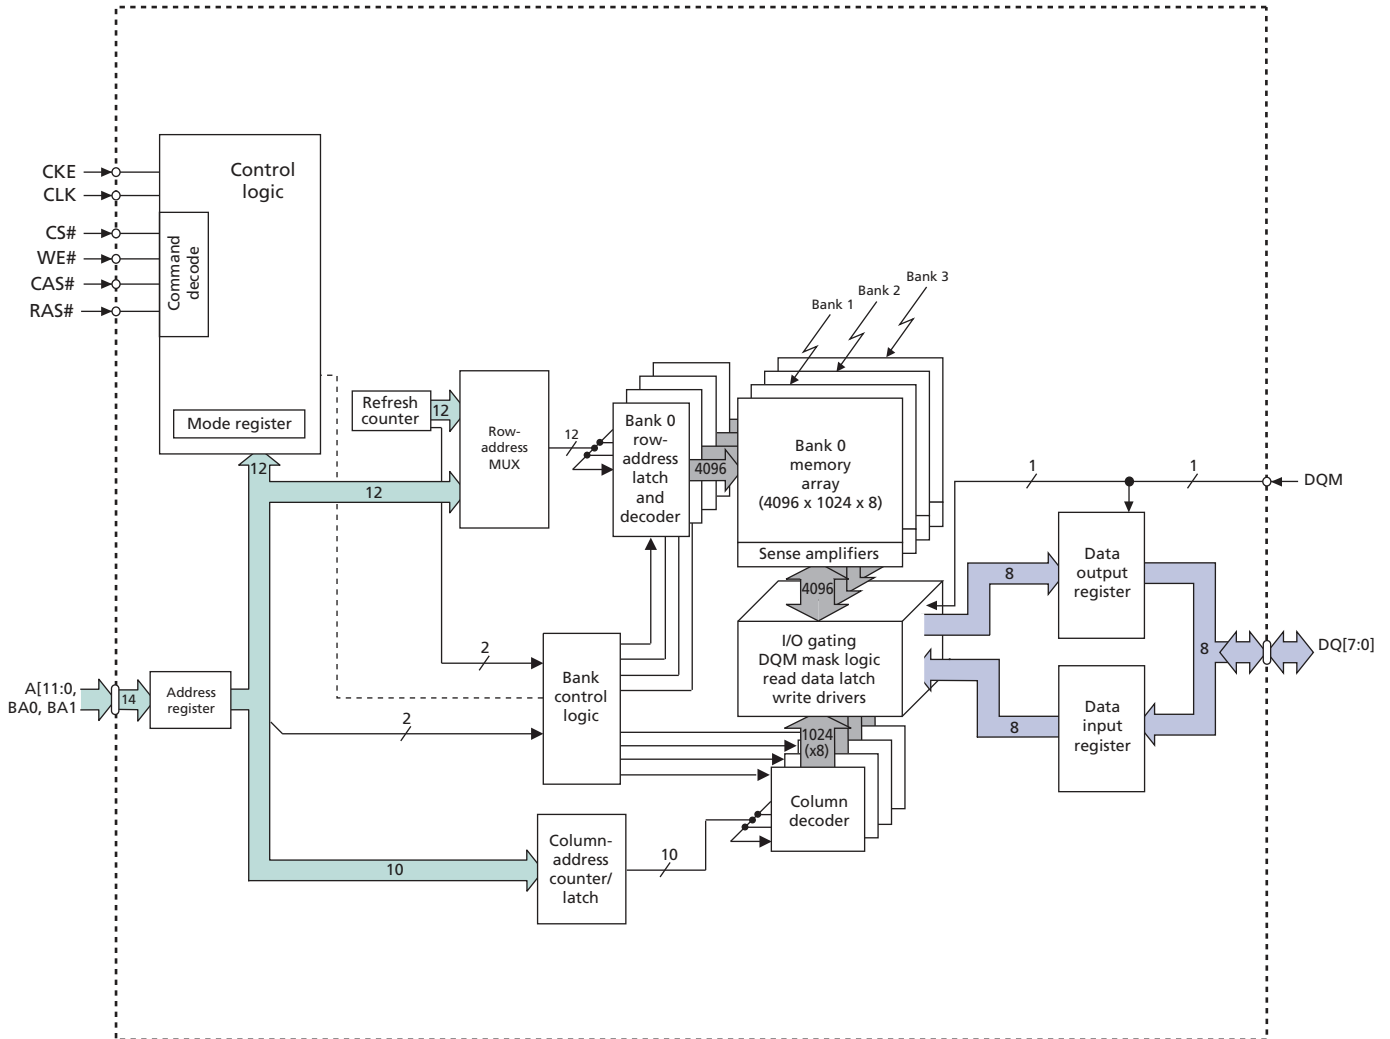 Control
logic
CKE
CLK
CS#
WE#
CAS#
RAS#
Command
decode
Mode register
Bank 3
Bank 2
Bank 1
Refresh
counter
12
Row-
address
MUX
12
Bank 0
row-
address
latch
and
decoder
4096
Bank 0
memory
array
(4096 x 1024 x 8)
Sense amplifiers
12
12
1
1
DQM
4096
8
Data
output
register
I/O gating
DQM mask logic
read data latch
write drivers
8
DQ[7:0]
2
Bank
control
logic
A[11:0,
BA0, BA1
14
Address
register
2
8
Data
input
register
1024
(x8)
Column
decoder
10
Column-
address
counter/
latch
10